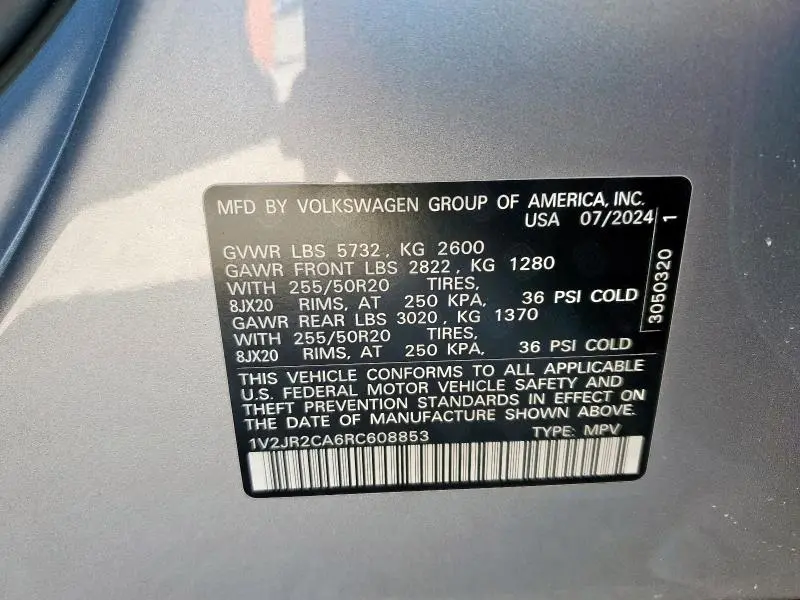 MFD BY VOLKSWAGEN GROUP OF AMERICA, INC.
USA 07/2024
GVWR LBS 5732, KG 2600
GAWR FRONT LBS 2822, KG 1280
WITH 255/50R20 TIRES,
8JX20 RIMS, AT 250 KPA, 36 PSI COLD
GAWR REAR LBS 3020, KG 1370
WITH 255/50R20 TIRES,
8JX20 RIMS, AT 250 KPA, 36 PSI COLD
THIS VEHICLE CONFORMS TO ALL APPLICABLE
U.S. FEDERAL MOTOR VEHICLE SAFETY AND
THEFT PREVENTION STANDARDS IN EFFECT ON
THE DATE OF MANUFACTURE SHOWN ABOVE.
1V2JR2CA6RC608853 TYPE: MPV
3050320 1